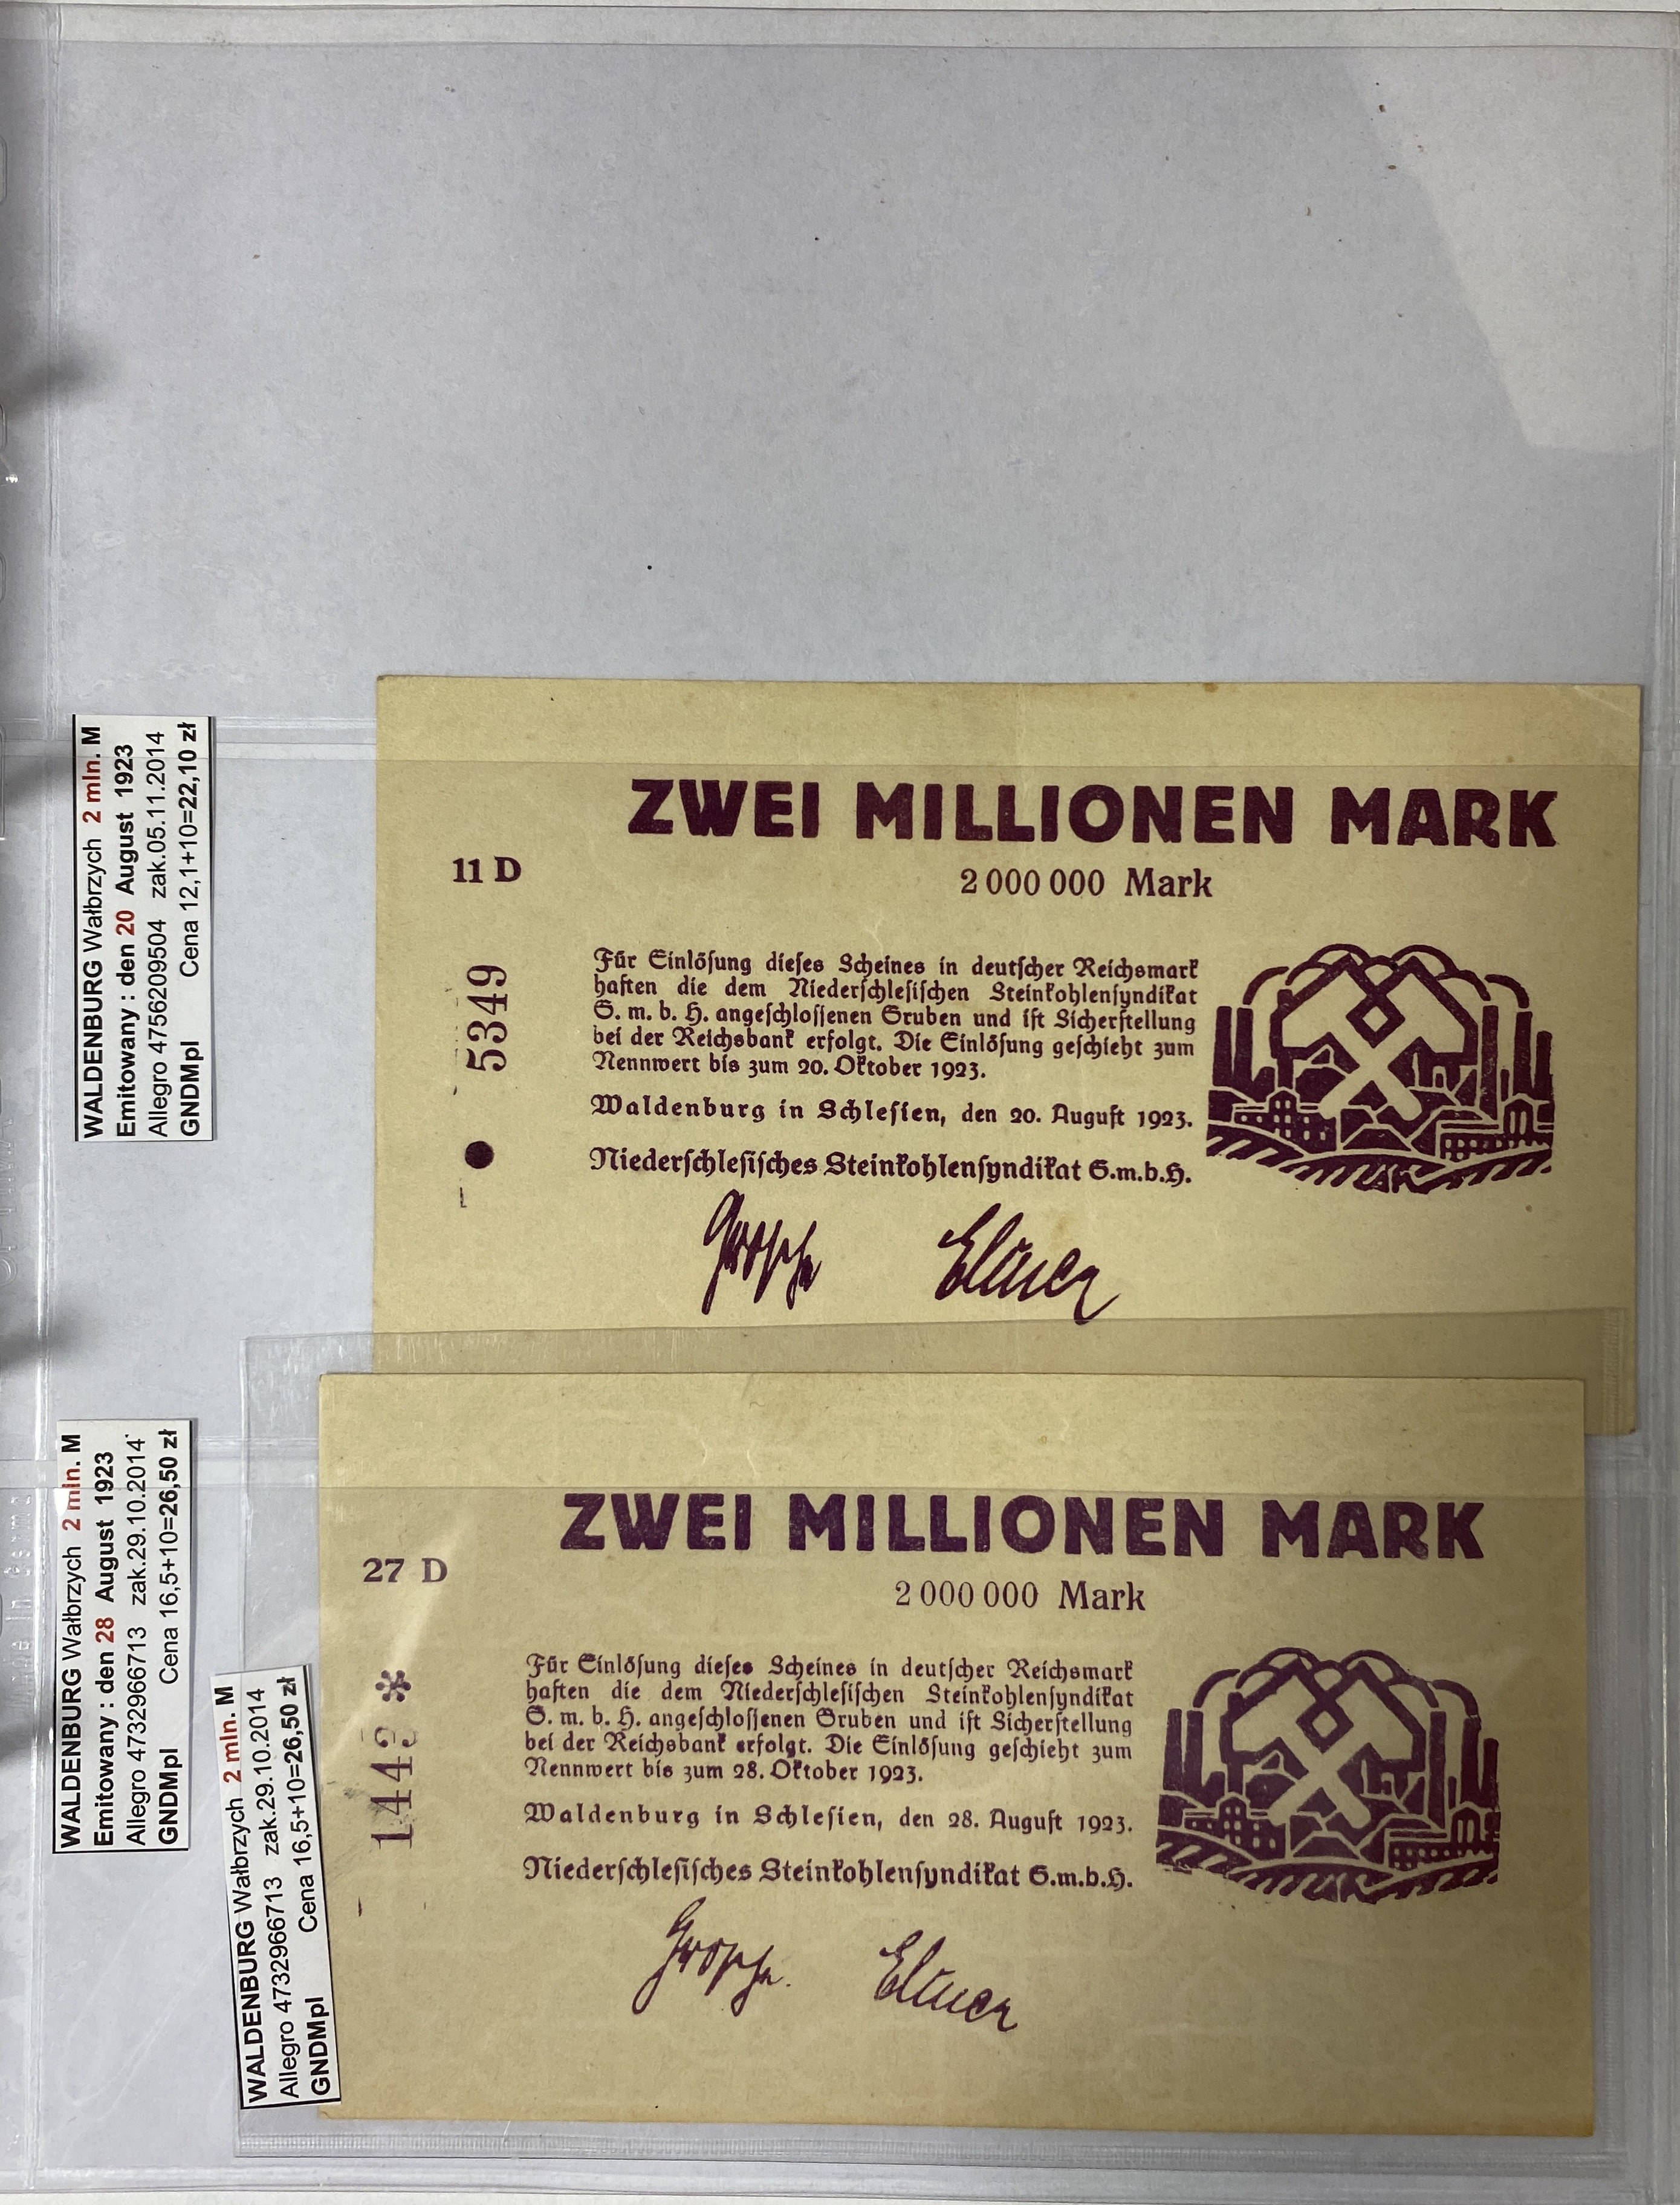 WALDENBURG Wałbrzych 2 mln. M
Emitowany : den 20 August 1923
Allegro 4756209504 zak.05.11.2014
GNDMpl Cena 12,1+10=22,10 zł
ZWEI MILLIONEN MARK
11 D
2 000 000 Mark
5349
Für Einlösung dieses Scheines in deutscher Reichsmark
haften die dem Niederschlesischen Steinkohlensyndikat
G. m. b. H. angeschlossenen Gruben und ist Sicherstellung
bei der Reichsbank erfolgt. Die Einlösung geschieht zum
Nennwert bis zum 20. Oktober 1923.
Waldenburg in Schlesien, den 20. August 1923.
Niederschlesisches Steinkohlensyndikat G.m.b.H.
WALDENBURG Wałbrzych 2 mln. M
Emitowany : den 28 August 1923
Allegro 4732966713 zak.29.10.2014
GNDMpl Cena 16,5+10=26,50 zł
WALDENBURG Wałbrzych 2 mln. M
Allegro 4732966713 zak.29.10.2014
GNDMpl Cena 16,5+10=26,50 zł
ZWEI MILLIONEN MARK
27 D
2 000 000 Mark
1443 *
Für Einlösung dieses Scheines in deutscher Reichsmark
haften die dem Niederschlesischen Steinkohlensyndikat
G. m. b. H. angeschlossenen Gruben und ist Sicherstellung
bei der Reichsbank erfolgt. Die Einlösung geschieht zum
Nennwert bis zum 28. Oktober 1923.
Waldenburg in Schlesien, den 28. August 1923.
Niederschlesisches Steinkohlensyndikat G.m.b.H.